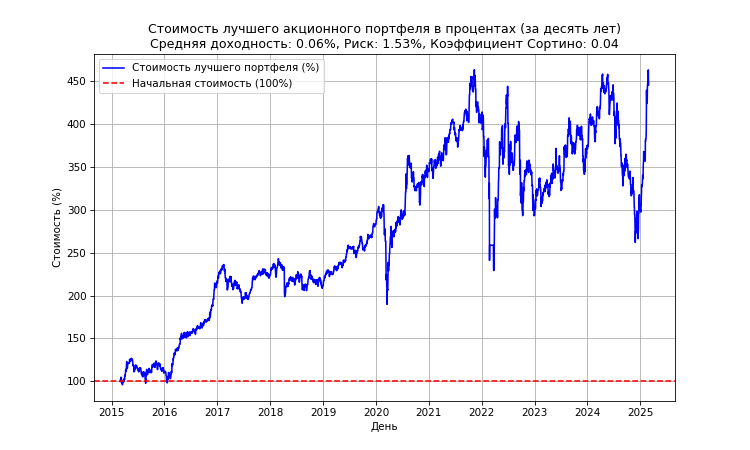 Стоимость лучшего акционного портфеля в процентах (за десять лет)
Средняя доходность: 0.06%, Риск: 1.53%, Коэффициент Сортино: 0.04
Стоимость лучшего портфеля (%)
Начальная стоимость (100%)
Стоимость (%)
450
400
350
300
250
200
150
100
2015 2016 2017 2018 2019 2020 2021 2022 2023 2024 2025
День